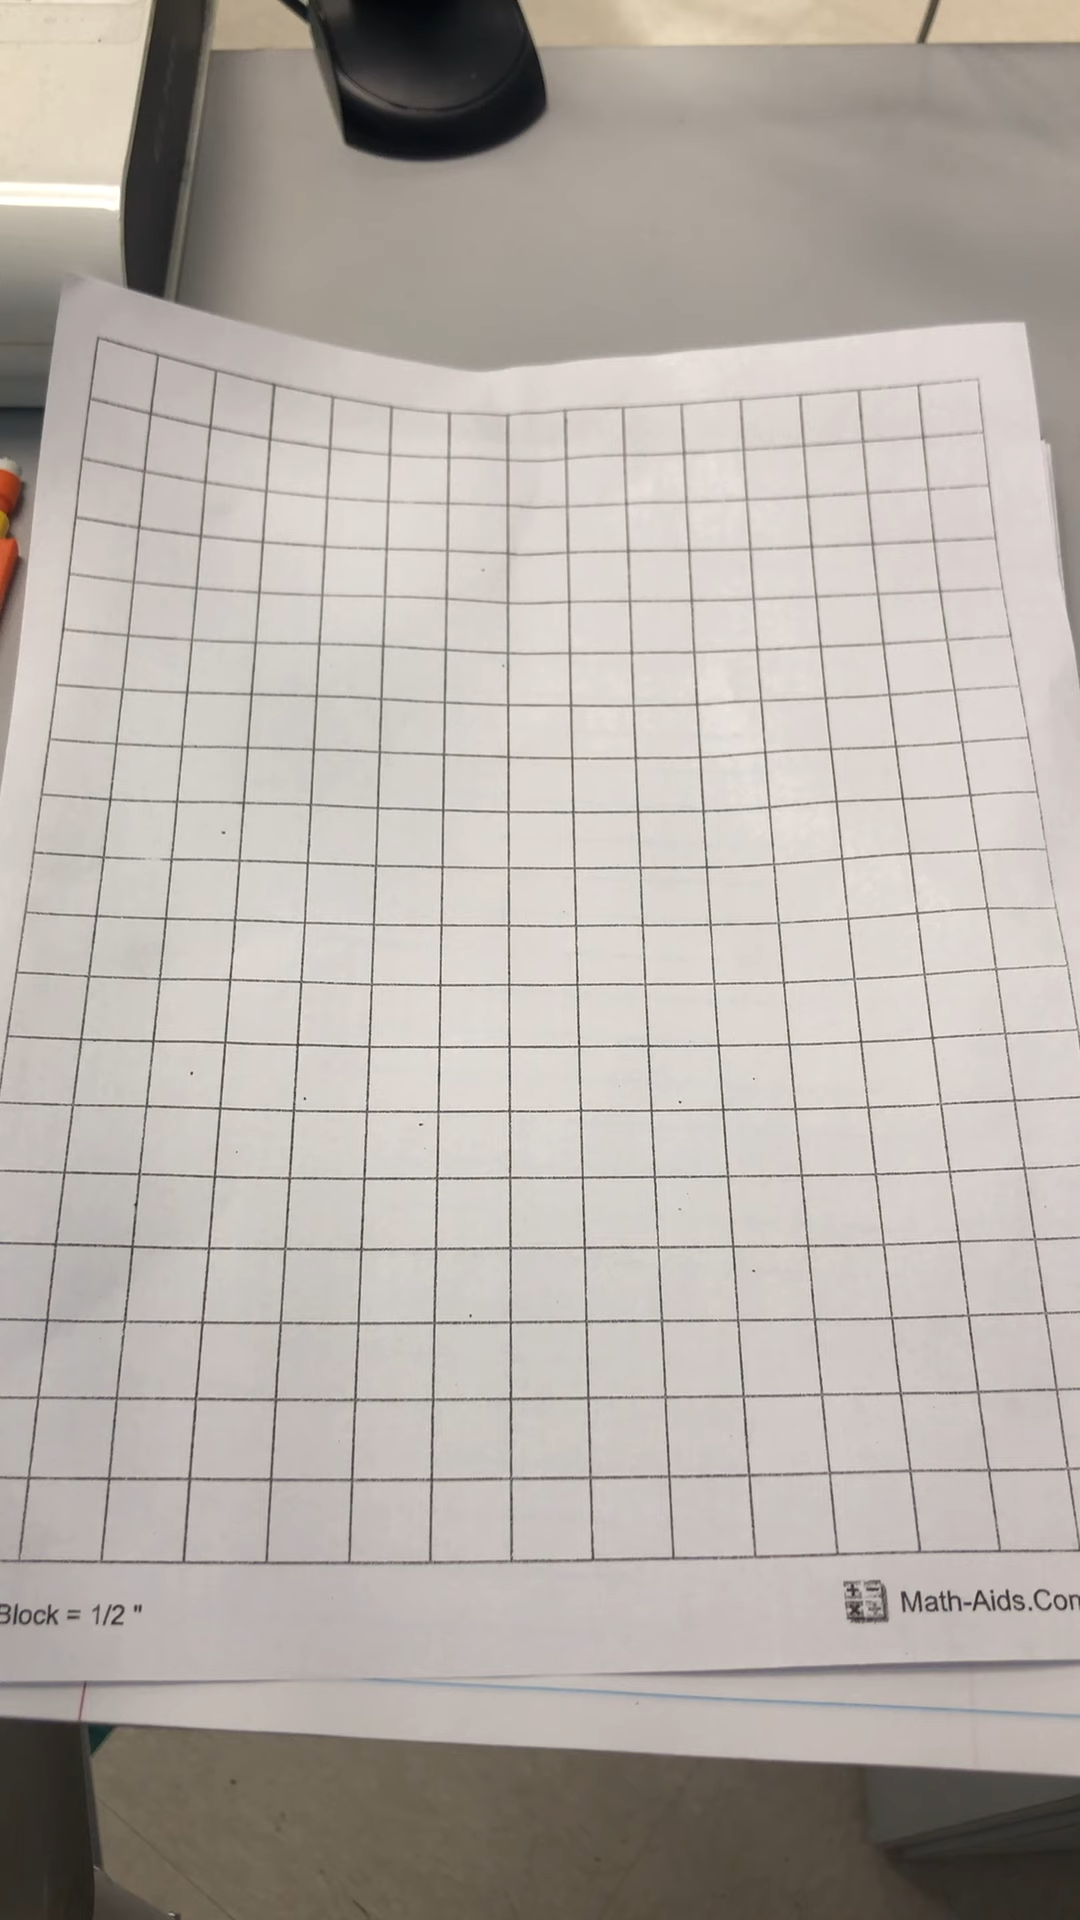 Block = 1/2 "
Math-Aids.Com